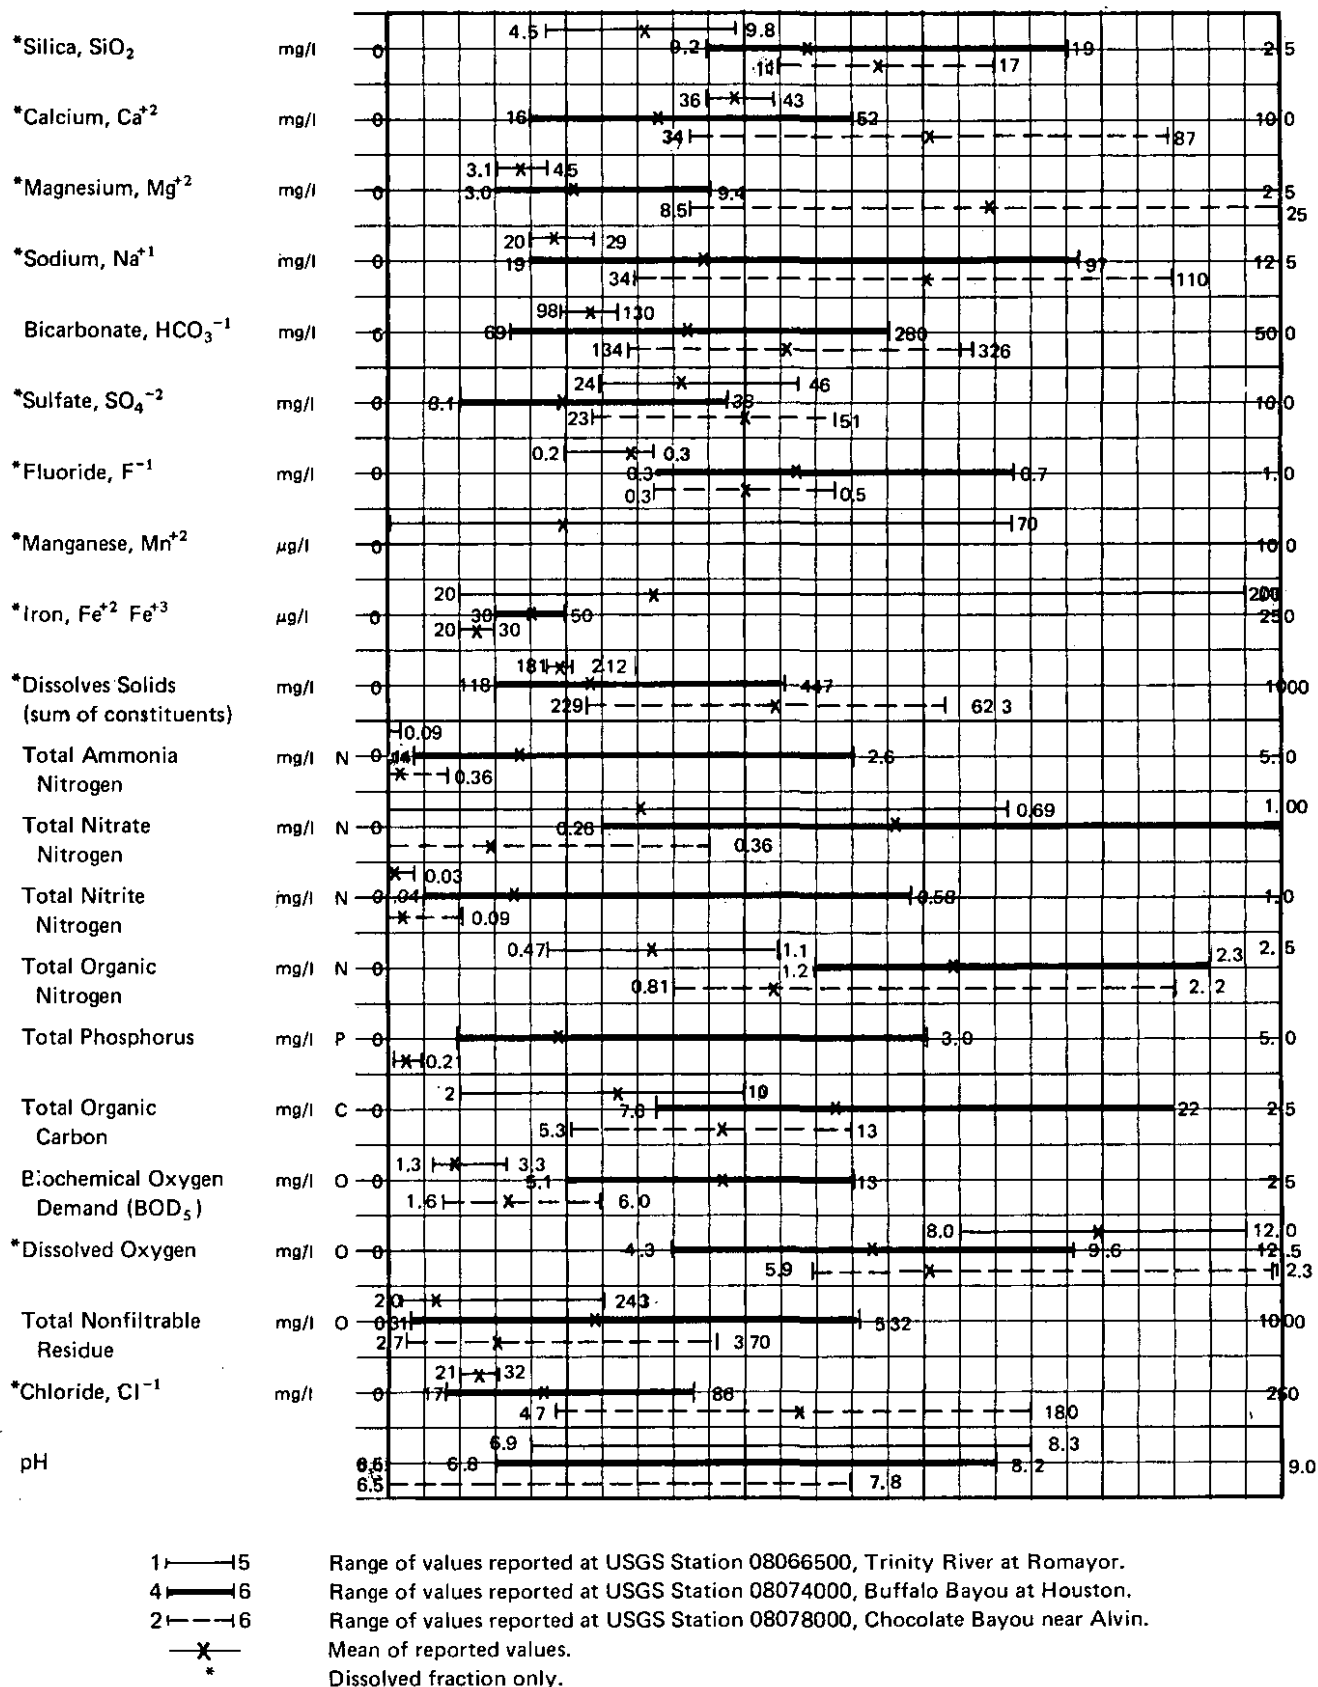 4.5 9.8
*Silica, SiO₂ mg/l 0 9.2 19 25
11 17
36 43
*Calcium, Ca⁺² mg/l 0 16 52 100
34 87
3.1 4.5
*Magnesium, Mg⁺² mg/l 0 3.0 9.4 25
8.5 25
20 29
*Sodium, Na⁺¹ mg/l 0 19 97 125
34 110
98 130
Bicarbonate, HCO₃⁻¹ mg/l 0 69 280 500
134 326
24 46
*Sulfate, SO₄⁻² mg/l 0 8.1 38 100
23 51
0.2 0.3
*Fluoride, F⁻¹ mg/l 0 0.3 0.7 1.0
0.3 0.5
70
*Manganese, Mn⁺² µg/l 0 100
20 200
*Iron, Fe⁺² Fe⁺³ µg/l 0 30 50 250
20 30
181 212
*Dissolves Solids mg/l 0 118 447 1000
(sum of constituents) 229 623
0.09
Total Ammonia mg/l N 0 2.6 5.0
Nitrogen 0.36
0.69 1.00
Total Nitrate mg/l N 0 0.28
Nitrogen 0.36
0.03
Total Nitrite mg/l N 0 .04 0.58 1.0
Nitrogen 0.09
0.47 1.1 2.5
Total Organic mg/l N 0 1.2 2.3
Nitrogen 0.81 2.2
Total Phosphorus mg/l P 0 3.0 5.0
0.21
2 10
Total Organic mg/l C 0 7.8 22 25
Carbon 5.3 13
1.3 3.3
Biochemical Oxygen mg/l O 0 5.1 13 25
Demand (BOD₅) 1.6 6.0
8.0 12.0
*Dissolved Oxygen mg/l O 0 4.3 9.6 12.5
5.9 12.3
20 243
Total Nonfiltrable mg/l O 0 31 532 1000
Residue 27 370
21 32
*Chloride, Cl⁻¹ mg/l 0 17 86 250
47 180
6.9 8.3
pH 6.5 6.8 8.2 9.0
6.5 7.8
1 5 Range of values reported at USGS Station 08066500, Trinity River at Romayor.
4 6 Range of values reported at USGS Station 08074000, Buffalo Bayou at Houston.
2 6 Range of values reported at USGS Station 08078000, Chocolate Bayou near Alvin.
X Mean of reported values.
* Dissolved fraction only.